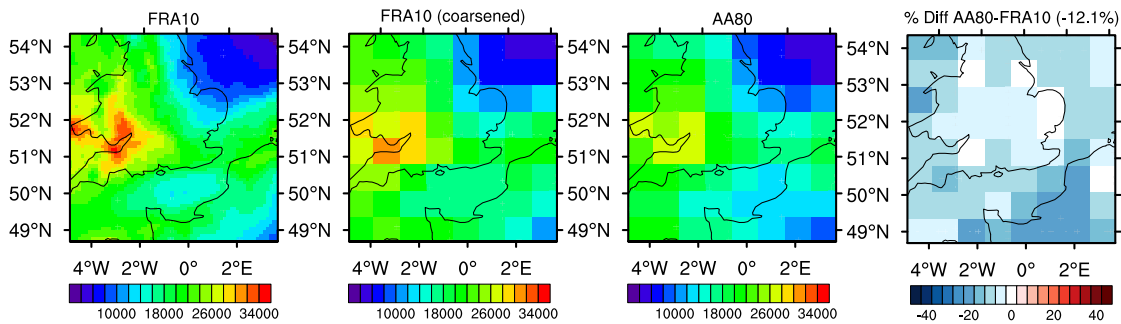 FRA10
FRA10 (coarsened)
AA80
% Diff AA80-FRA10 (-12.1%)
54°N
53°N
52°N
51°N
50°N
49°N
54°N
53°N
52°N
51°N
50°N
49°N
54°N
53°N
52°N
51°N
50°N
49°N
54°N
53°N
52°N
51°N
50°N
49°N
4°W 2°W 0° 2°E
4°W 2°W 0° 2°E
4°W 2°W 0° 2°E
4°W 2°W 0° 2°E
10000 18000 26000 34000
10000 18000 26000 34000
10000 18000 26000 34000
-40 -20 0 20 40